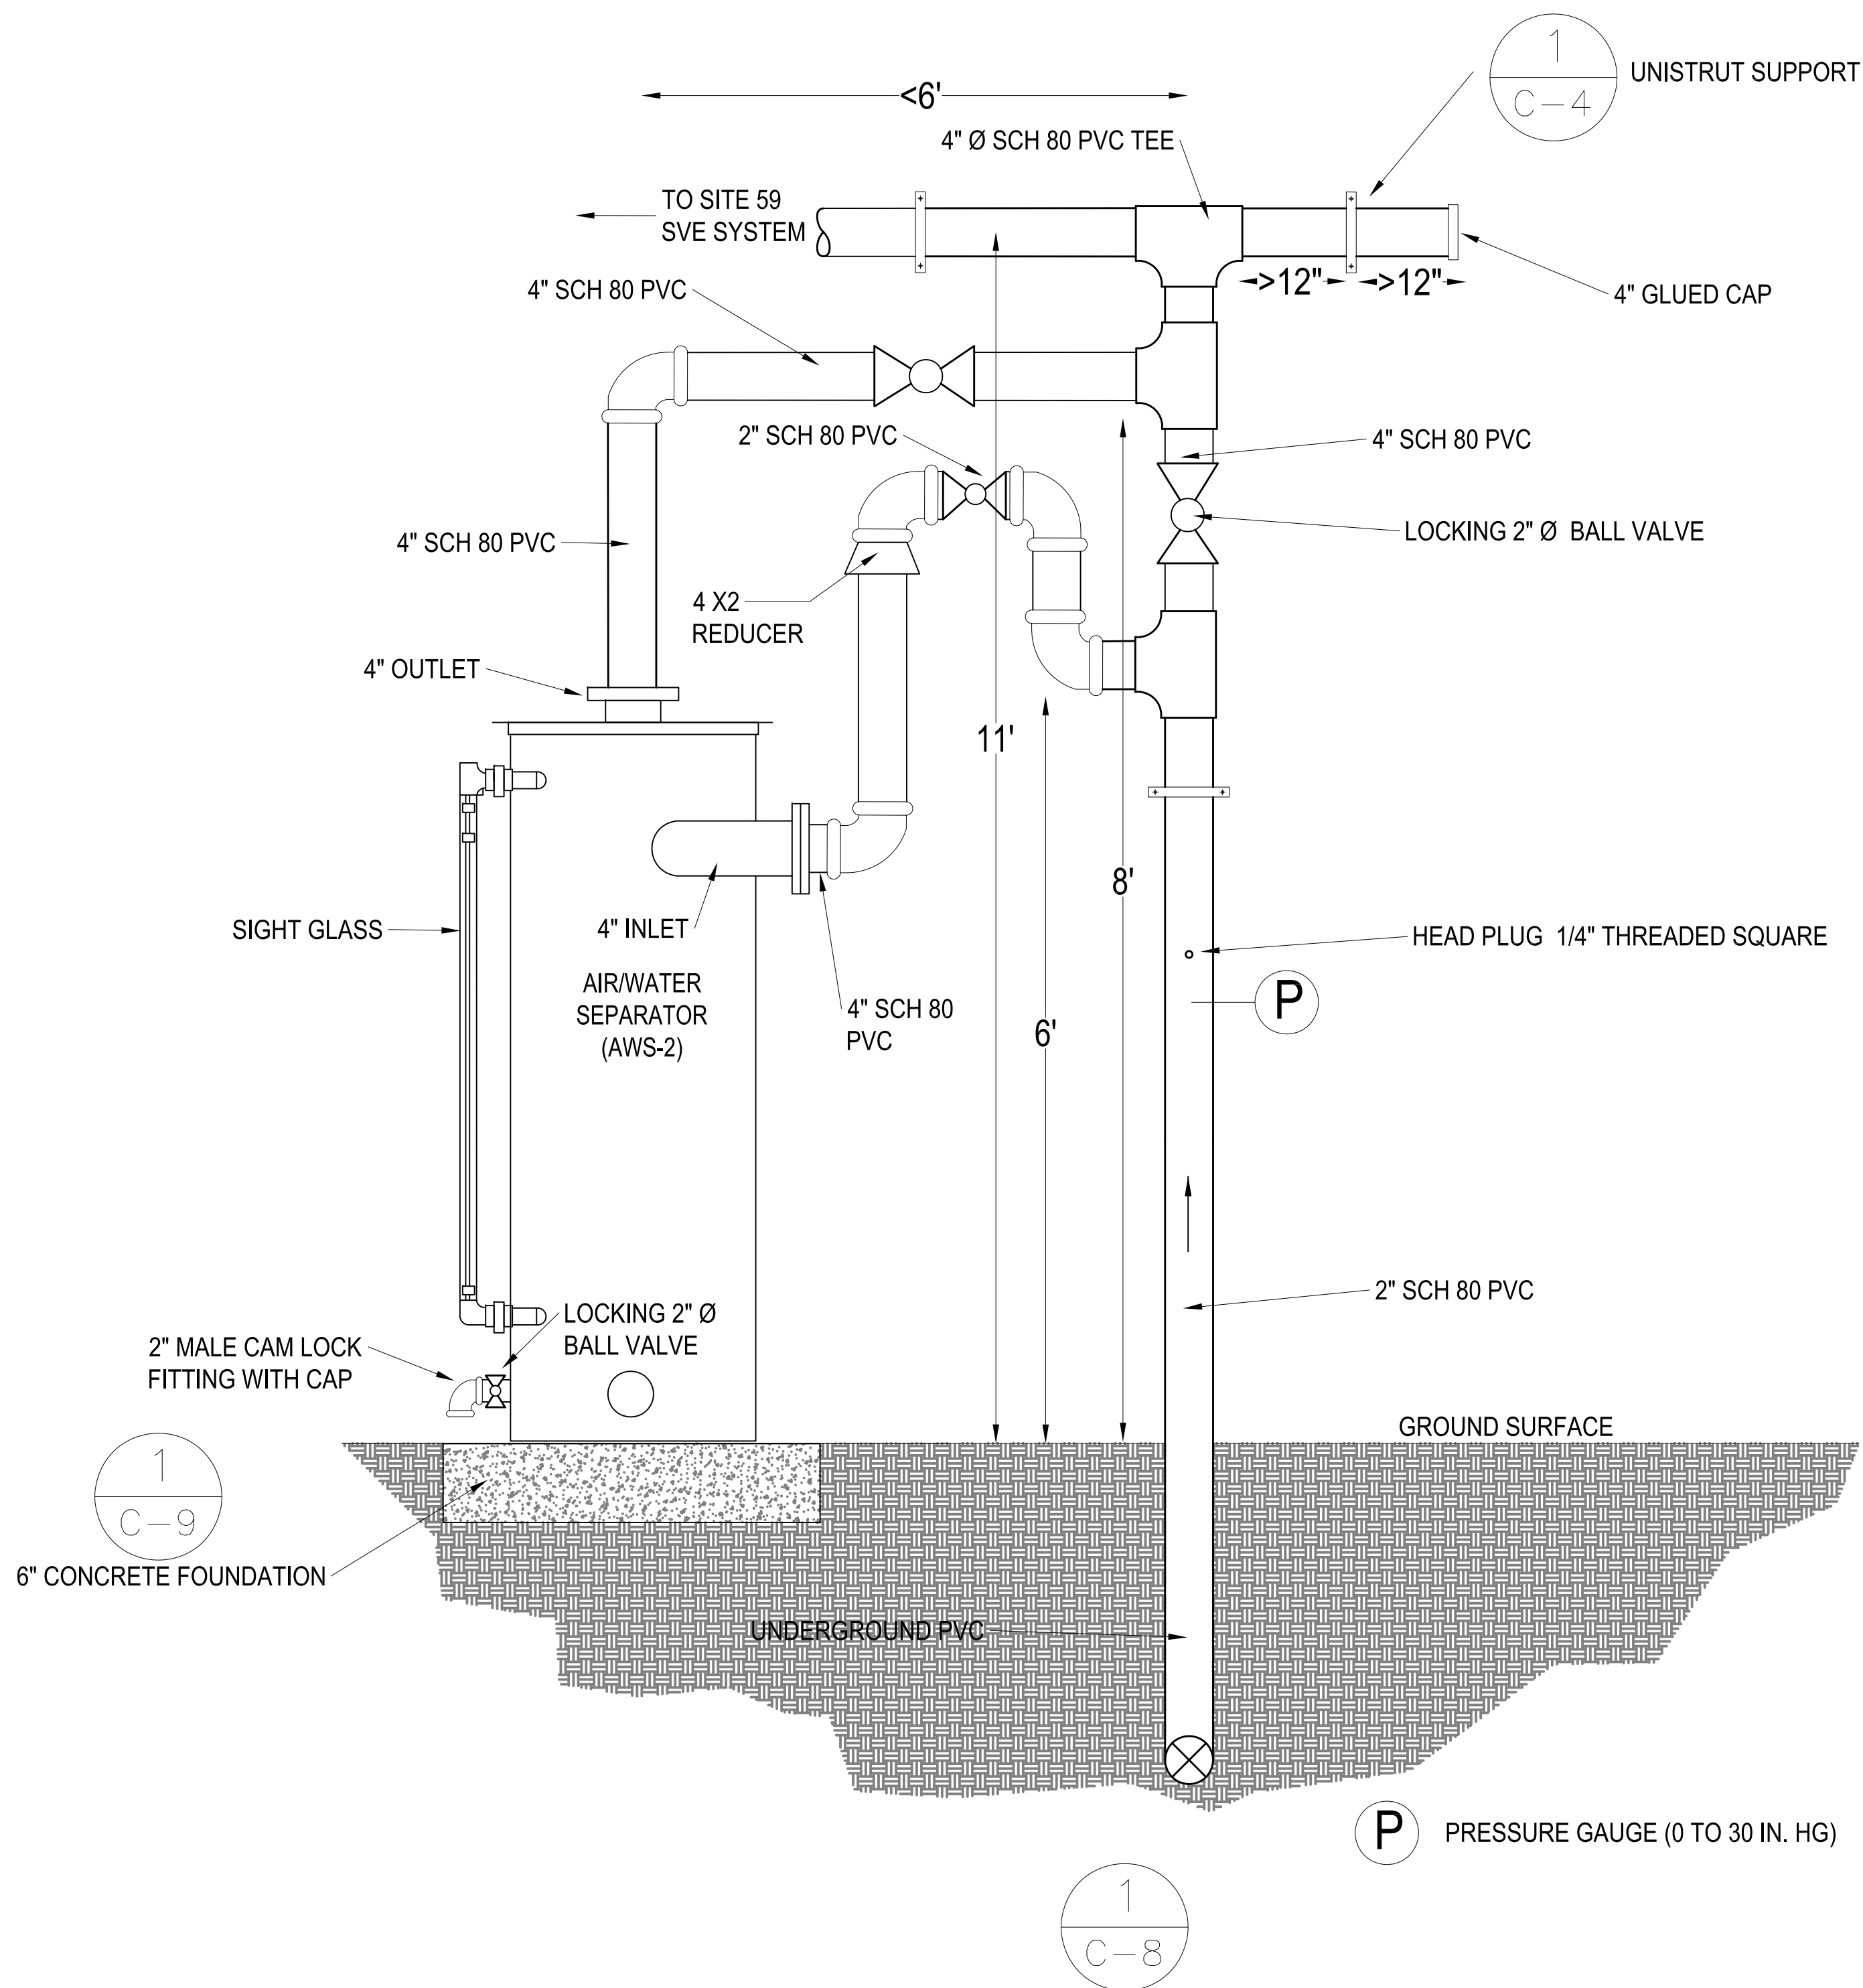 1
C-4
UNISTRUT SUPPORT
<6'
4" Ø SCH 80 PVC TEE
TO SITE 59
SVE SYSTEM
>12"
>12"
4" SCH 80 PVC
4" GLUED CAP
2" SCH 80 PVC
4" SCH 80 PVC
4" SCH 80 PVC
LOCKING 2" Ø BALL VALVE
4 X2
REDUCER
4" OUTLET
11'
8'
SIGHT GLASS
4" INLET
HEAD PLUG 1/4" THREADED SQUARE
AIR/WATER
SEPARATOR
(AWS-2)
4" SCH 80
PVC
P
6'
2" SCH 80 PVC
LOCKING 2" Ø
BALL VALVE
2" MALE CAM LOCK
FITTING WITH CAP
GROUND SURFACE
1
C-9
6" CONCRETE FOUNDATION
UNDERGROUND PVC
P
PRESSURE GAUGE (0 TO 30 IN. HG)
1
C-8